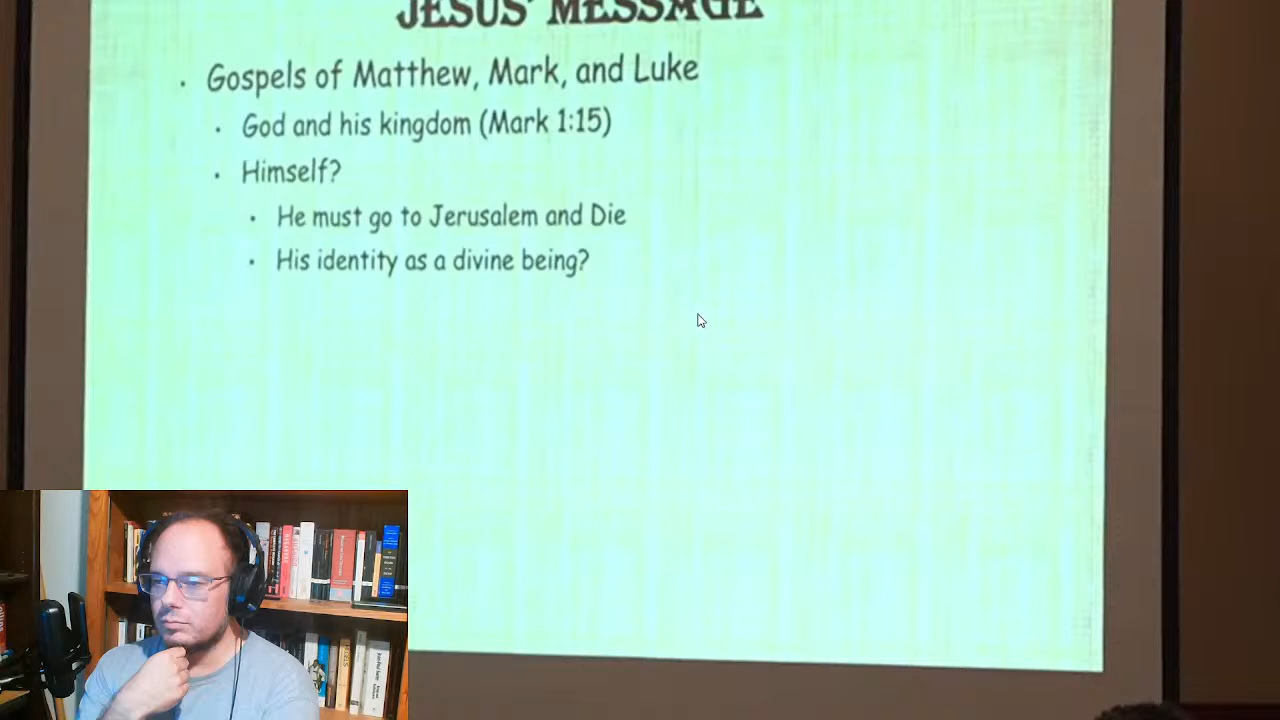 JESUS' MESSAGE
Gospels of Matthew, Mark, and Luke
God and his kingdom (Mark 1:15)
Himself?
He must go to Jerusalem and Die
His identity as a divine being?